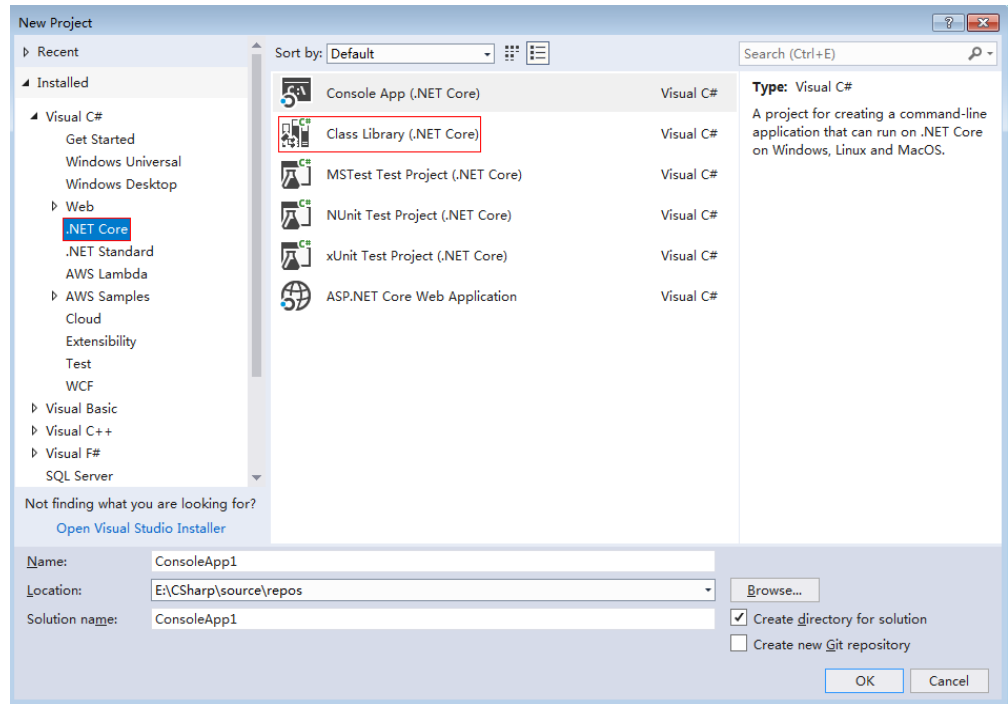 New Project
Recent
Installed
Visual C#
Get Started
Windows Universal
Windows Desktop
Web
.NET Core
.NET Standard
AWS Lambda
AWS Samples
Cloud
Extensibility
Test
WCF
Visual Basic
Visual C++
Visual F#
SQL Server
Not finding what you are looking for?
Open Visual Studio Installer
Sort by: Default
Console App (.NET Core) Visual C#
Class Library (.NET Core) Visual C#
MSTest Test Project (.NET Core) Visual C#
NUnit Test Project (.NET Core) Visual C#
xUnit Test Project (.NET Core) Visual C#
ASP.NET Core Web Application Visual C#
Search (Ctrl+E)
Type: Visual C#
A project for creating a command-line
application that can run on .NET Core
on Windows, Linux and MacOS.
Name: ConsoleApp1
Location: E:\CSharp\source\repos
Browse...
Solution name: ConsoleApp1
Create directory for solution
Create new Git repository
OK Cancel